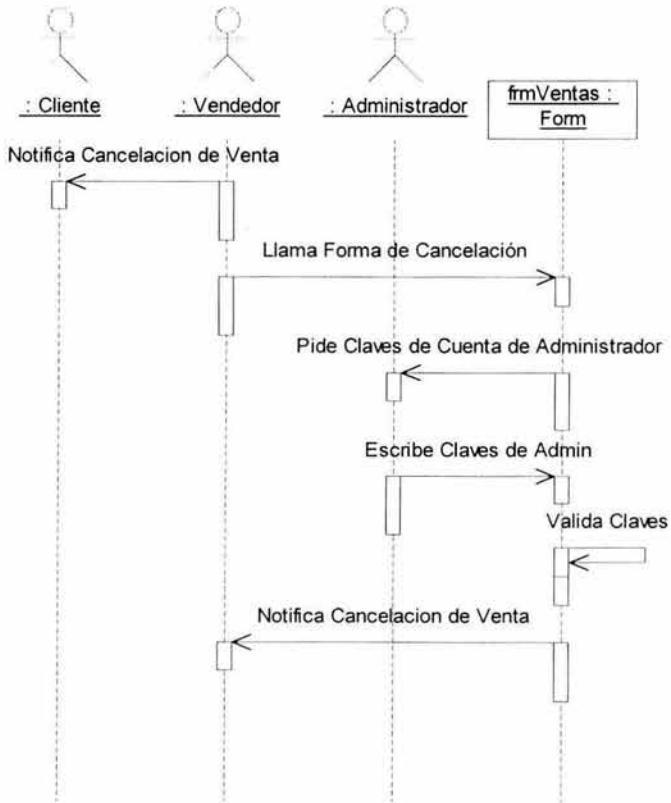 : Cliente
: Vendedor
: Administrador
frmVentas :
Form
Notifica Cancelacion de Venta
Llama Forma de Cancelación
Pide Claves de Cuenta de Administrador
Escribe Claves de Admin
Valida Claves
Notifica Cancelacion de Venta